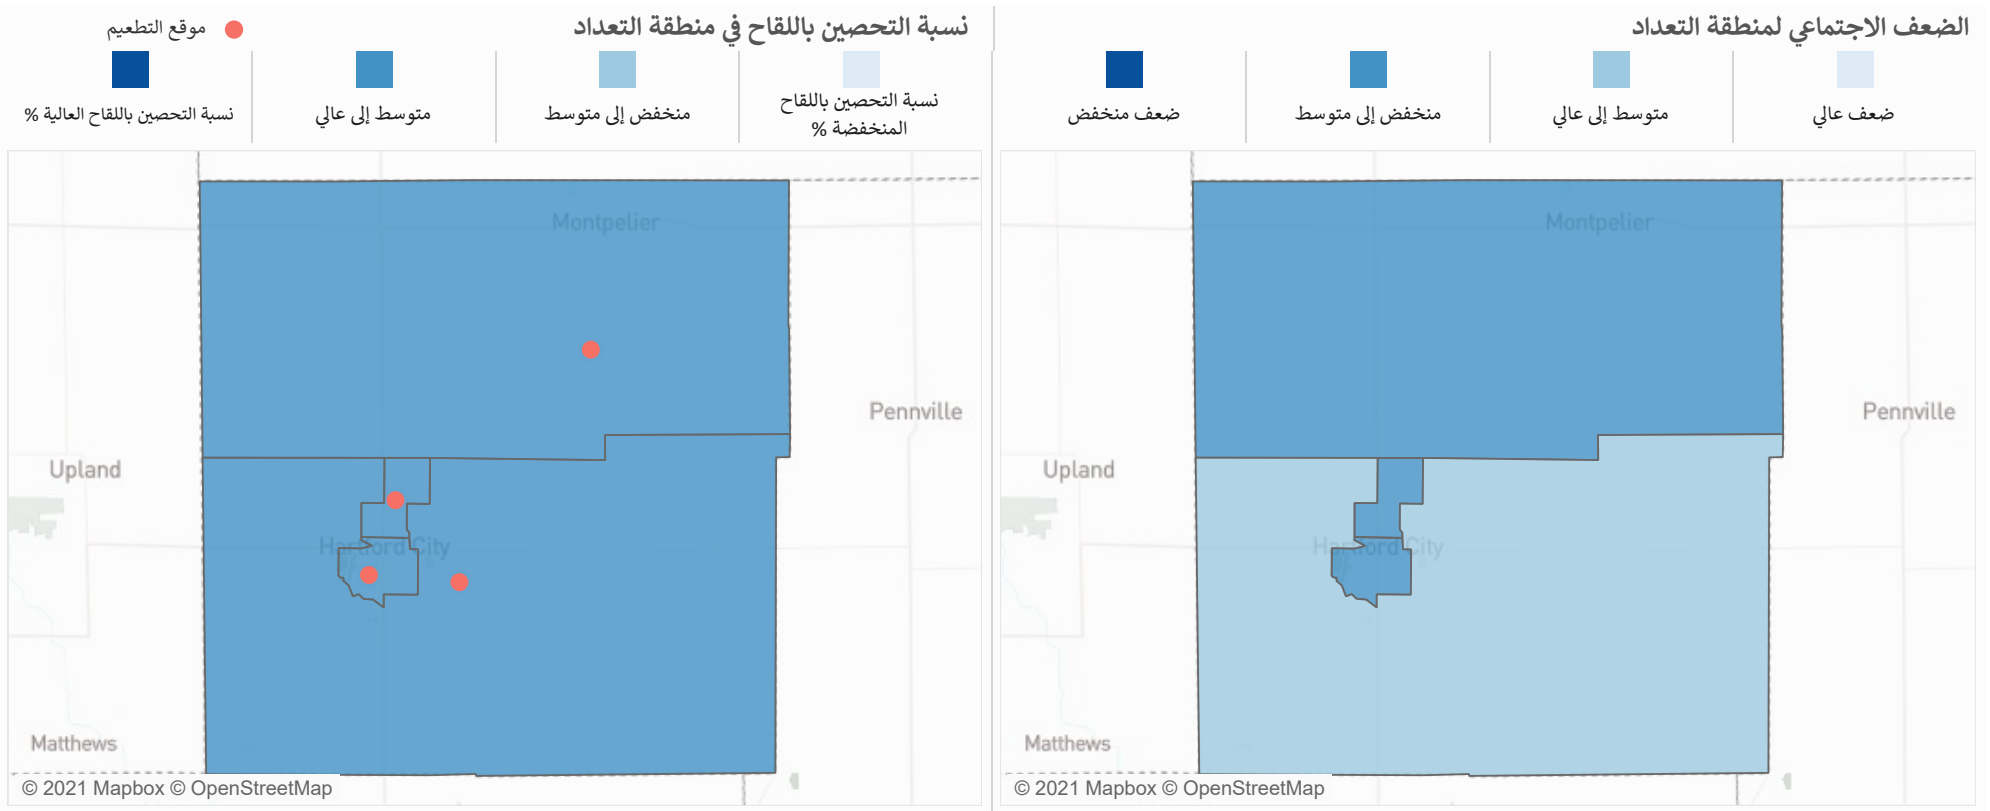 الضعف الاجتماعي لمنطقة التعداد
ضعف عالي
متوسط إلى عالي
منخفض إلى متوسط
ضعف منخفض
Montpelier
Pennville
Upland
Hartford City
Matthews
© 2021 Mapbox © OpenStreetMap
نسبة التحصين باللقاح في منطقة التعداد
موقع التطعيم
نسبة التحصين باللقاح
المنخفضة %
منخفض إلى متوسط
متوسط إلى عالي
نسبة التحصين باللقاح العالية %
Montpelier
Pennville
Upland
Hartford City
Matthews
© 2021 Mapbox © OpenStreetMap